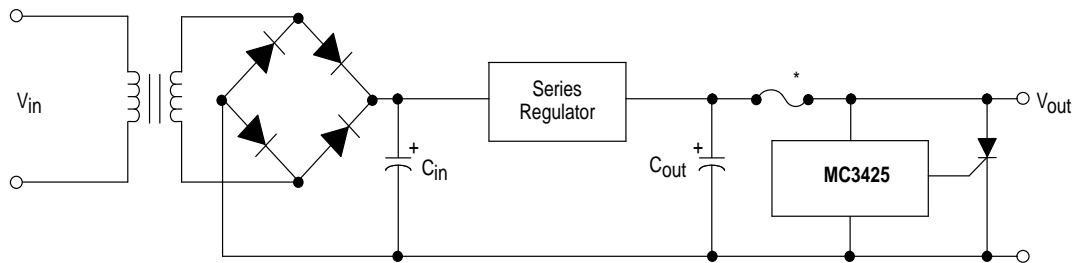 Vin
Series
Regulator
*
Vout
+
Cin
+
Cout
MC3425